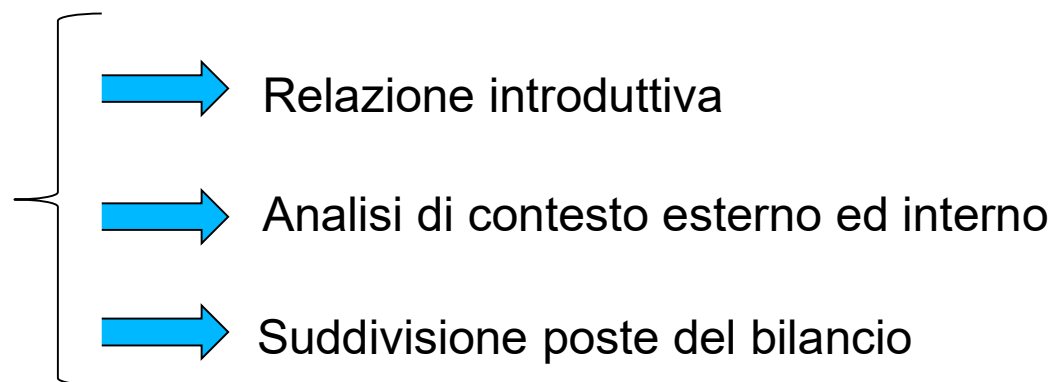 Relazione introduttiva
Analisi di contesto esterno ed interno
Suddivisione poste del bilancio